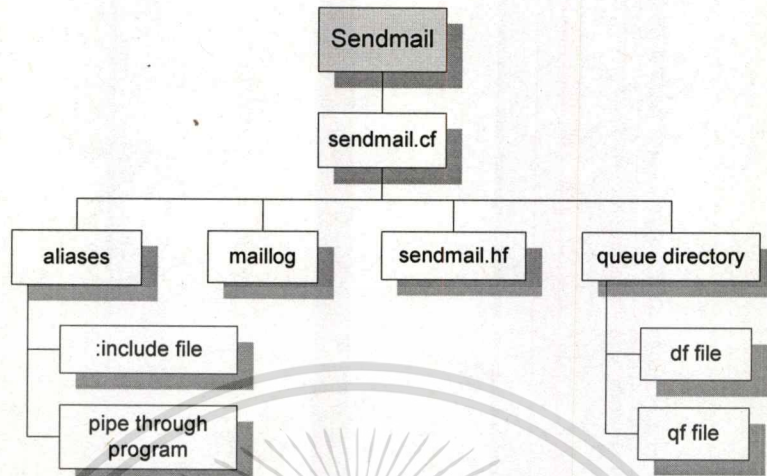 Sendmail
sendmail.cf
aliases
maillog
sendmail.hf
queue directory
:include file
df file
pipe through
program
qf file